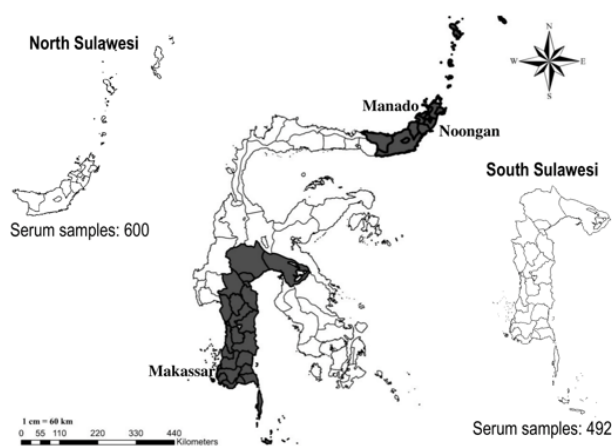 North Sulawesi
N
W
E
S
Manado
Noongan
South Sulawesi
Serum samples: 600
Makassar
1 cm = 60 km
0 55 110 220 330 440
Kilometers
Serum samples: 492